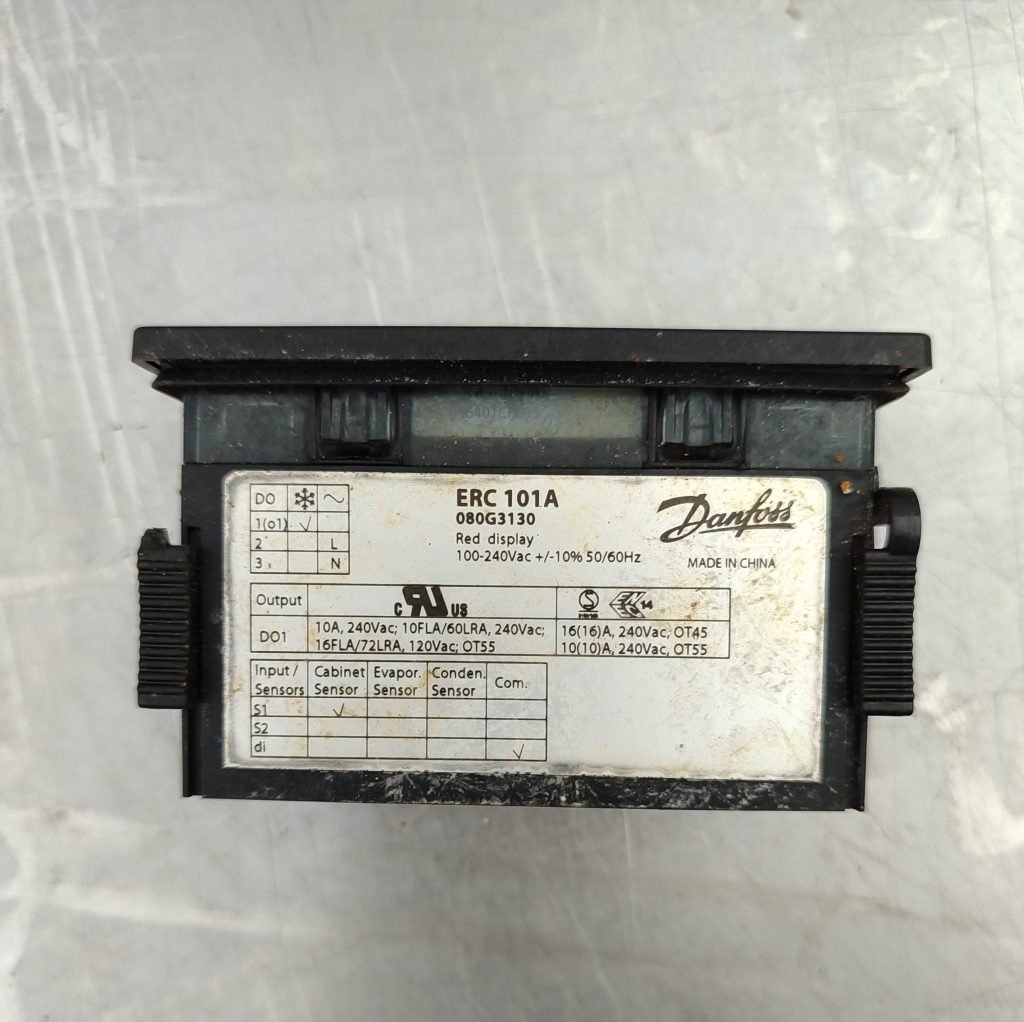 ERC 101A
080G3130
Red display
100-240Vac +/-10% 50/60Hz
Danfoss
MADE IN CHINA
DO
1(o1) ✓
2 L
3 N
Output c RU US 14
DO1 10A, 240Vac; 10FLA/60LRA, 240Vac; 16(16)A, 240Vac, OT45
16FLA/72LRA, 120Vac; OT55 10(10)A, 240Vac, OT55
Input / Cabinet Evapor. Conden. Com.
Sensors Sensor Sensor Sensor
S1 ✓
S2
di ✓